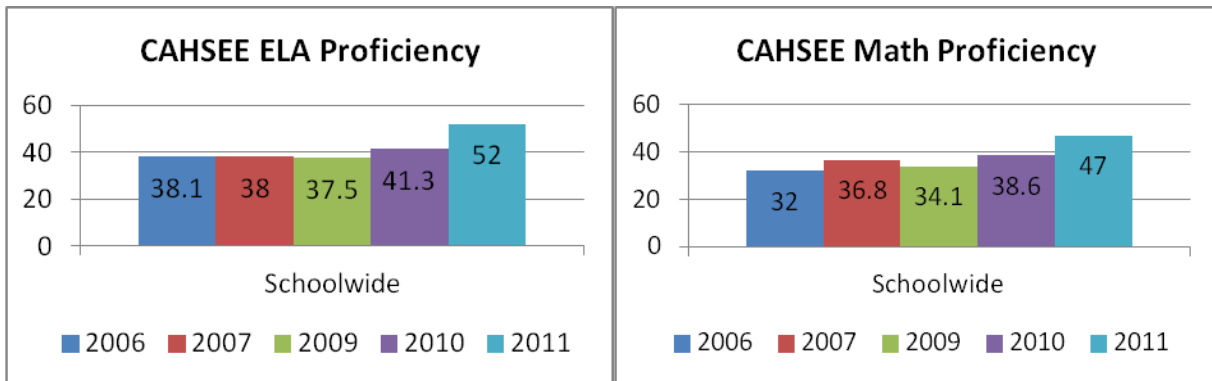 CAHSEE ELA Proficiency
60
40
20
0
38.1 38 37.5 41.3 52
Schoolwide
2006 2007 2009 2010 2011
CAHSEE Math Proficiency
60
40
20
0
32 36.8 34.1 38.6 47
Schoolwide
2006 2007 2009 2010 2011